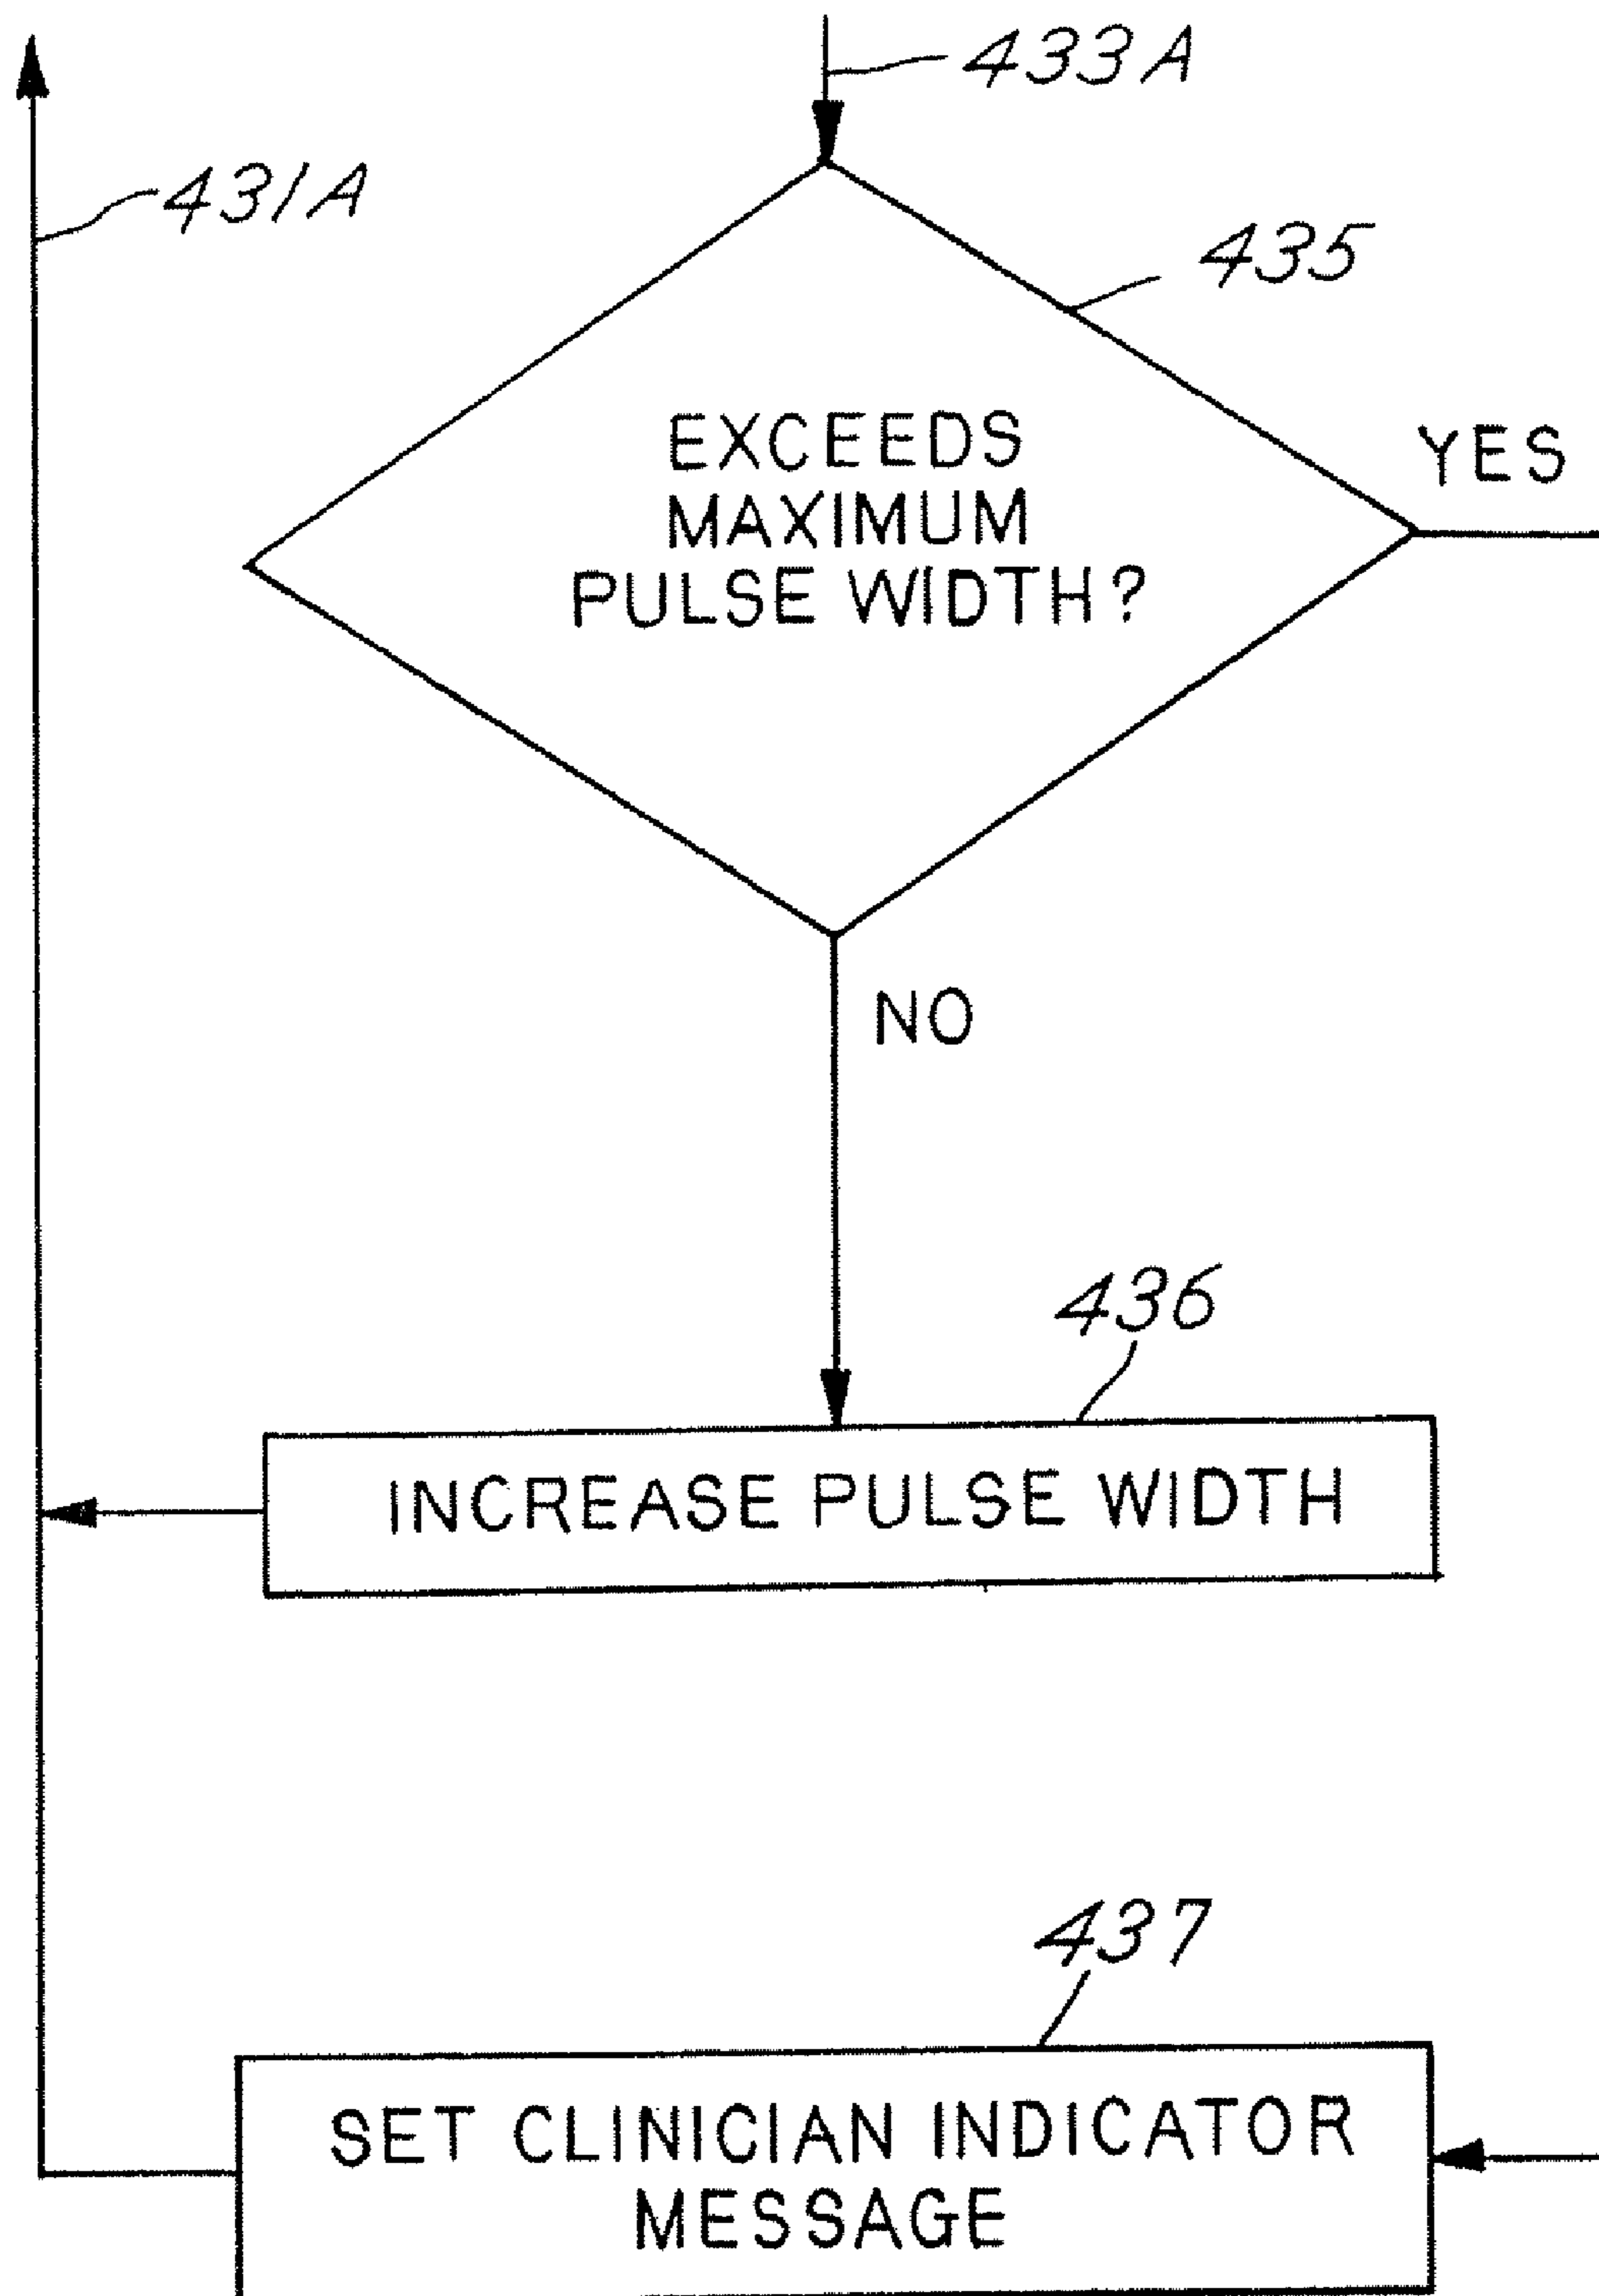 433A
431A
435
EXCEEDS
MAXIMUM
PULSE WIDTH?
YES
NO
436
INCREASE PULSE WIDTH
437
SET CLINICIAN INDICATOR
MESSAGE